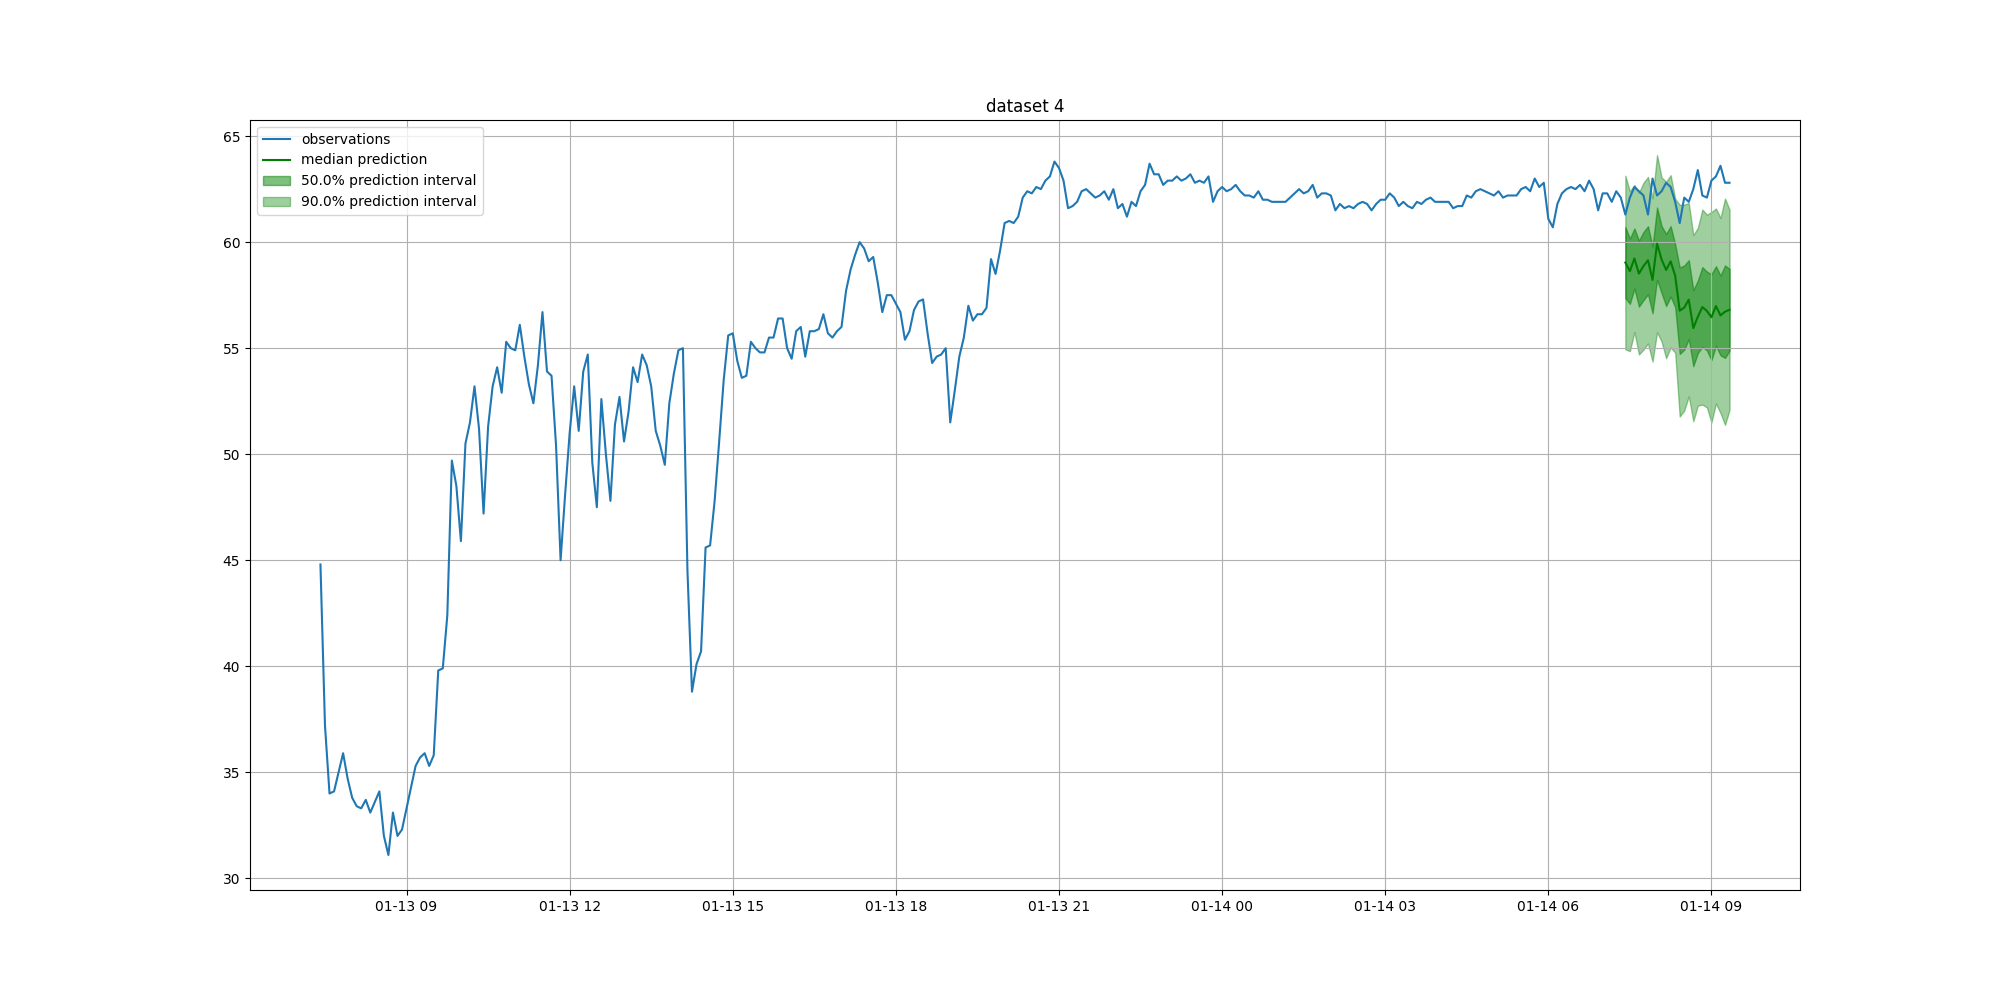 dataset 4
observations
median prediction
50.0% prediction interval
90.0% prediction interval
65
60
55
50
45
40
35
30
01-13 09 01-13 12 01-13 15 01-13 18 01-13 21 01-14 00 01-14 03 01-14 06 01-14 09